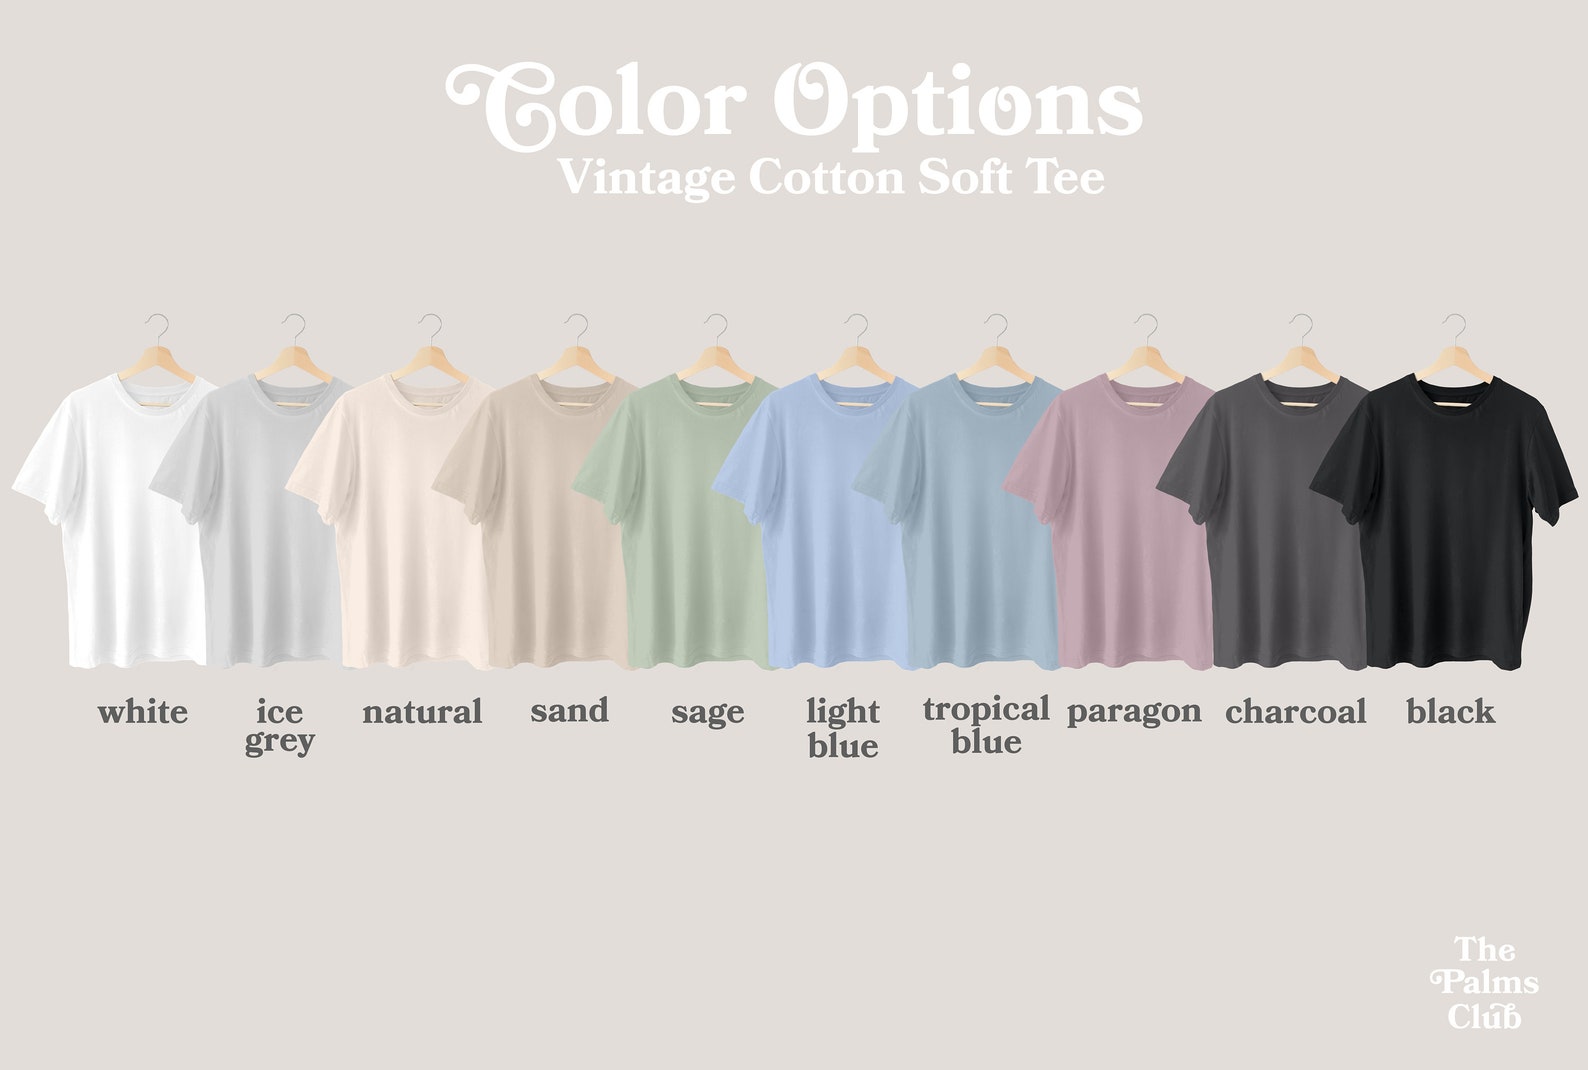 Color Options
Vintage Cotton Soft Tee
white
ice
grey
natural
sand
sage
light
blue
tropical
blue
paragon
charcoal
black
The
Palms
Club